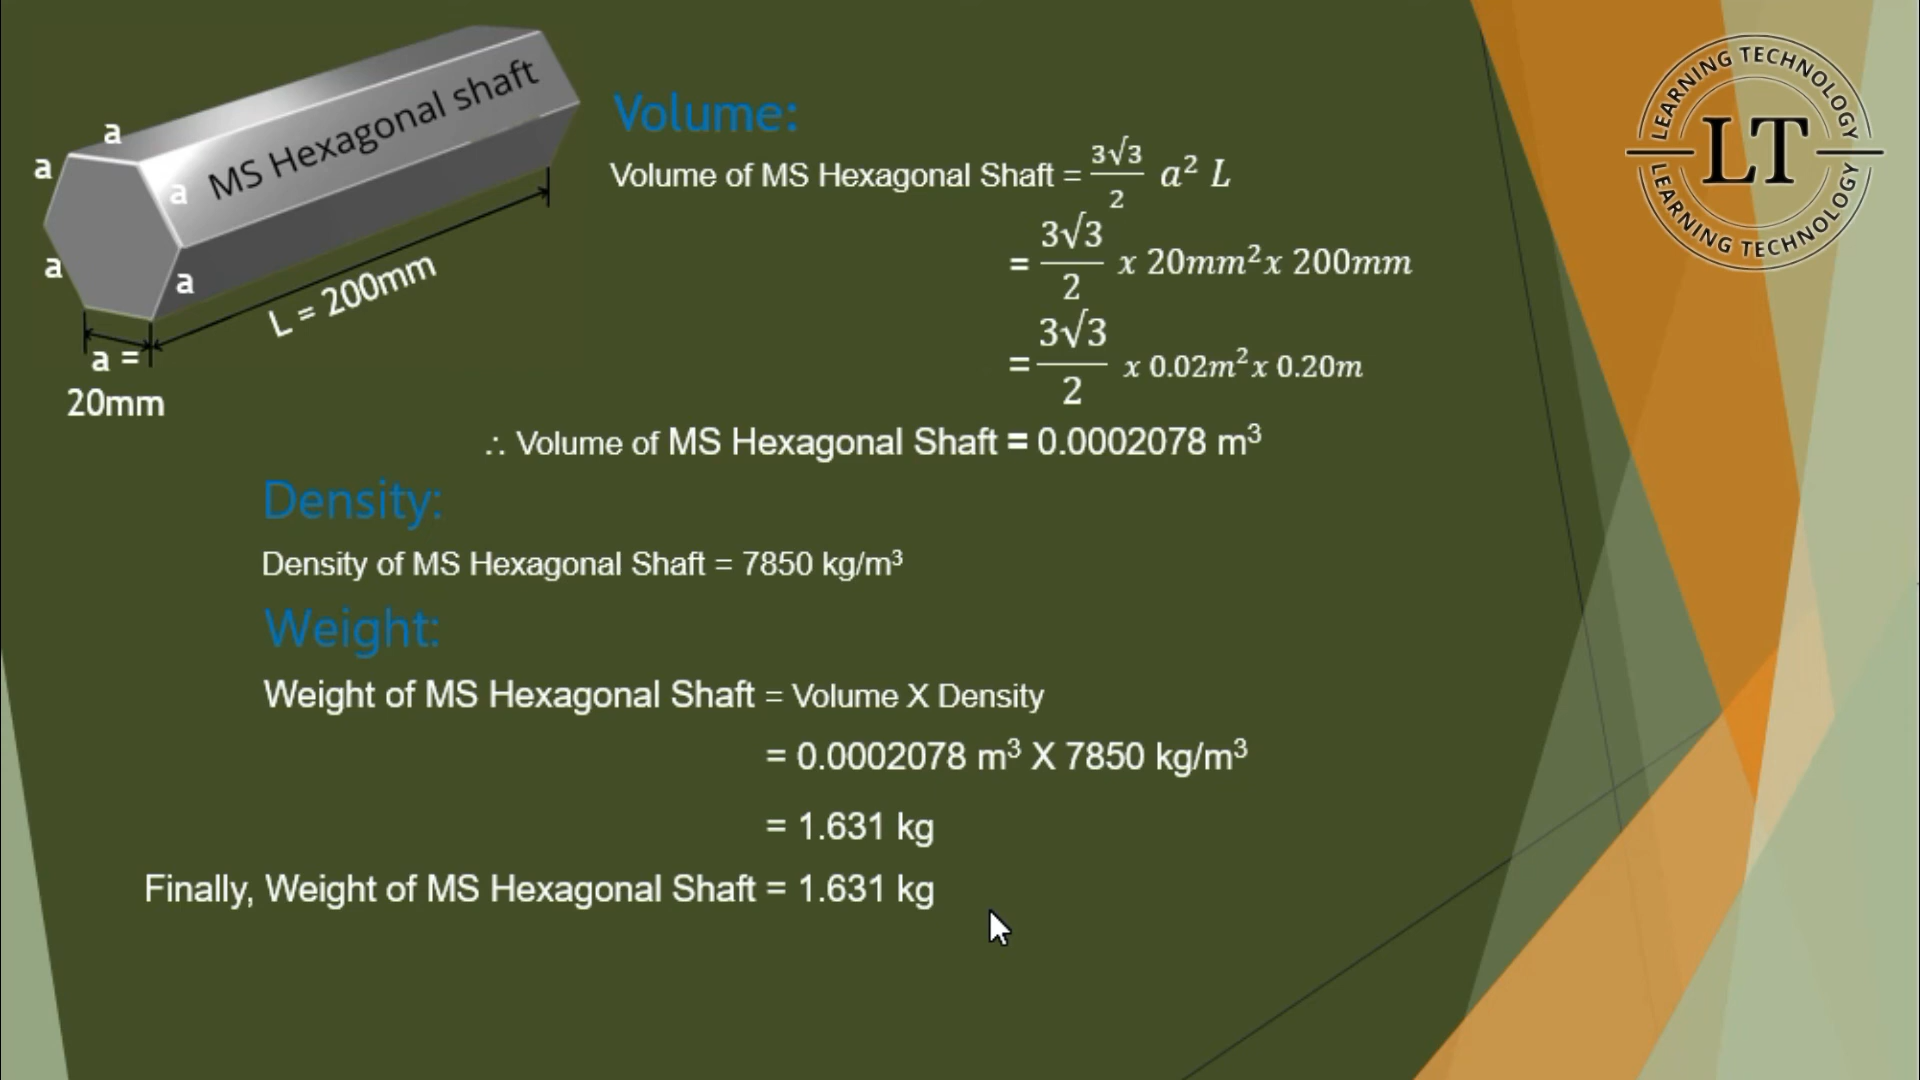 MS Hexagonal shaft
a
a
a
a
a
a =
20mm
L = 200mm
Volume:
Volume of MS Hexagonal Shaft = 3√3/2 a² L
= 3√3/2 x 20mm² x 200mm
= 3√3/2 x 0.02m² x 0.20m
∴ Volume of MS Hexagonal Shaft = 0.0002078 m³
Density:
Density of MS Hexagonal Shaft = 7850 kg/m³
Weight:
Weight of MS Hexagonal Shaft = Volume X Density
= 0.0002078 m³ X 7850 kg/m³
= 1.631 kg
Finally, Weight of MS Hexagonal Shaft = 1.631 kg
LEARNING TECHNOLOGY
LT
LEARNING TECHNOLOGY